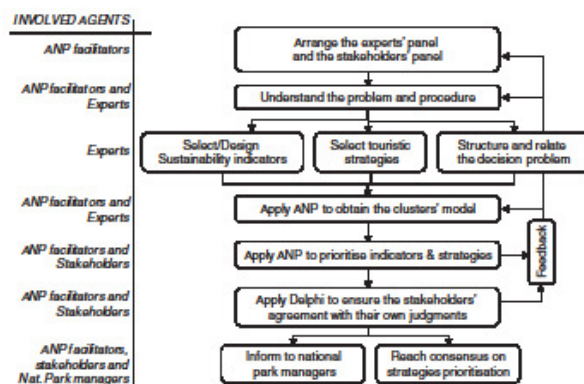 INVOLVED AGENTS
ANP facilitators
Arrange the experts' panel
and the stakeholders' panel
ANP facilitators and
Experts
Understand the problem and procedure
Experts
Select/Design
Sustainability indicators
Select touristic
strategies
Structure and relate
the decision problem
ANP facilitators and
Experts
Apply ANP to obtain the clusters' model
ANP facilitators and
Stakeholders
Apply ANP to prioritise indicators & strategies
Feedback
ANP facilitators and
Stakeholders
Apply Delphi to ensure the stakeholders'
agreement with their own judgments
ANP facilitators,
stakeholders and
Nat. Park managers
Inform to national
park managers
Reach consensus on
strategies prioritisation